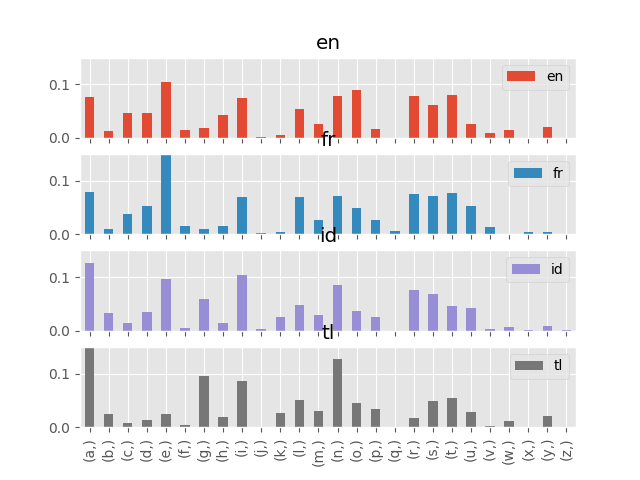 en
0.1
0.0
en
fr
0.1
0.0
fr
id
0.1
0.0
id
tl
0.1
0.0
tl
(a,) (b,) (c,) (d,) (e,) (f,) (g,) (h,) (i,) (j,) (k,) (l,) (m,) (n,) (o,) (p,) (q,) (r,) (s,) (t,) (u,) (v,) (w,) (x,) (y,) (z,)